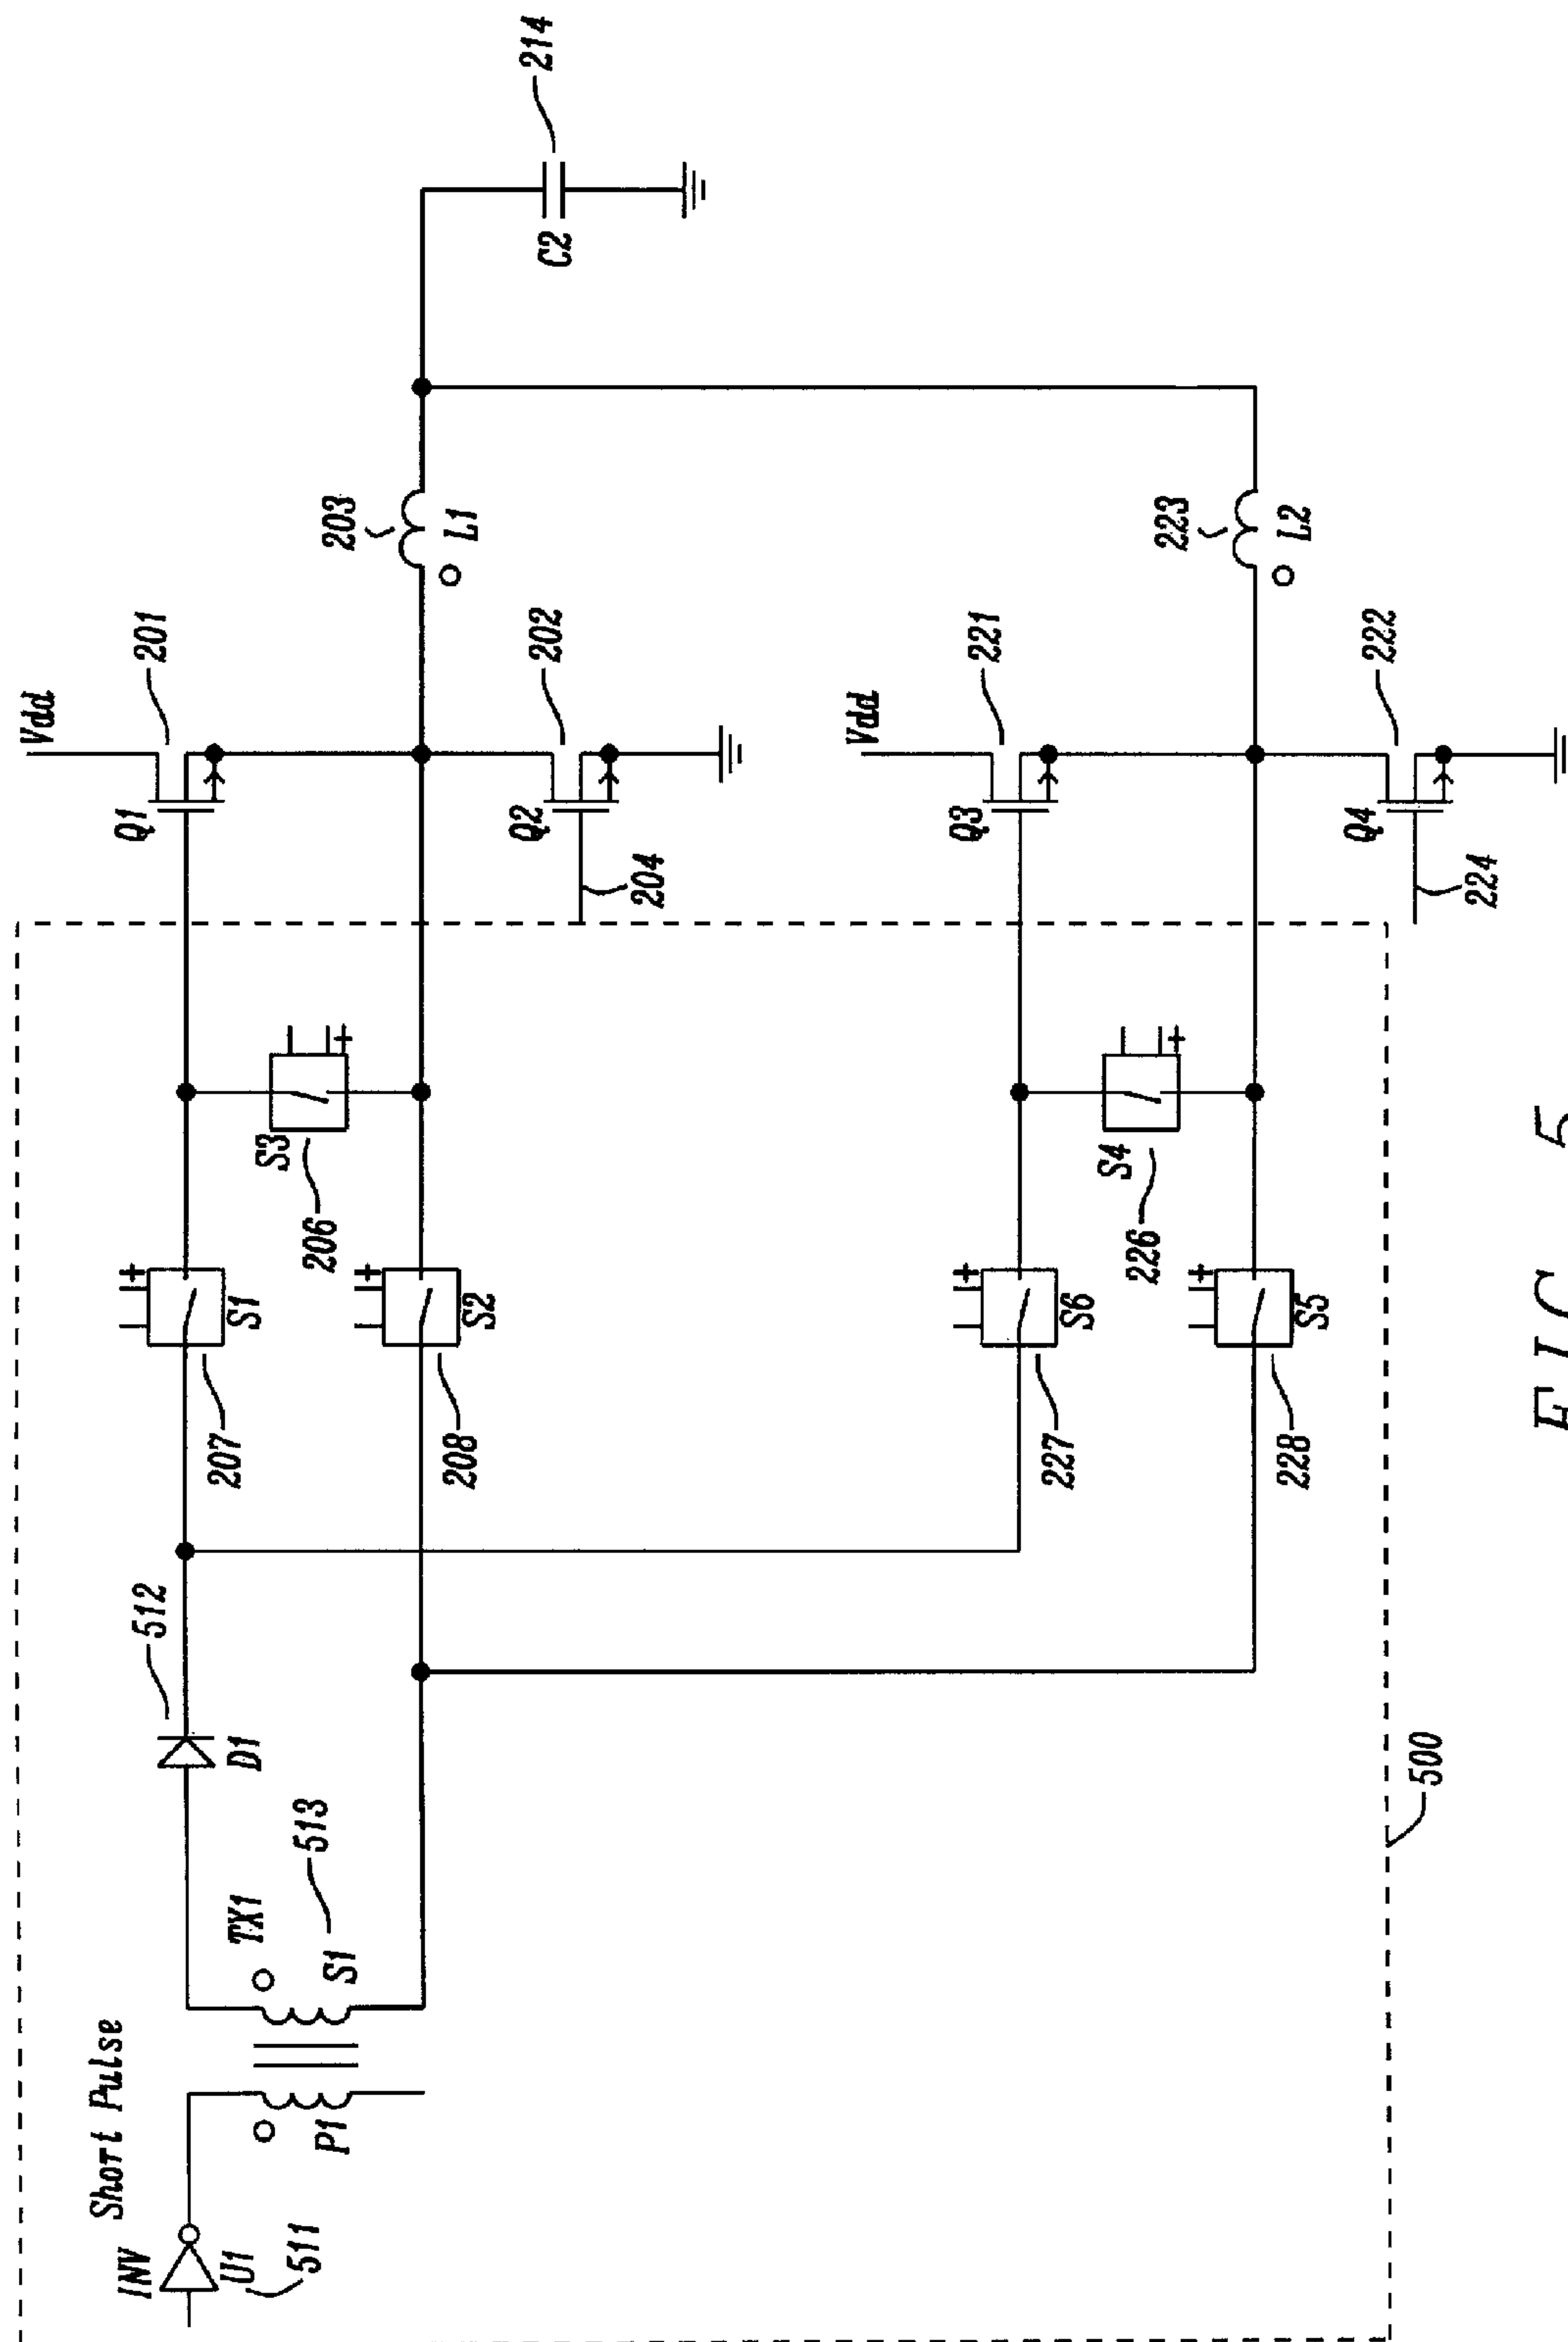 INV
U1
511
Short Pulse
P1
TX1
S1
513
D1
512
500
207
S1
208
S2
206
S3
227
S6
228
S5
226
S4
Vdd
Q1
201
Q2
202
204
203
L1
Vdd
Q3
221
Q4
222
224
223
L2
C2
214
FIG. 5